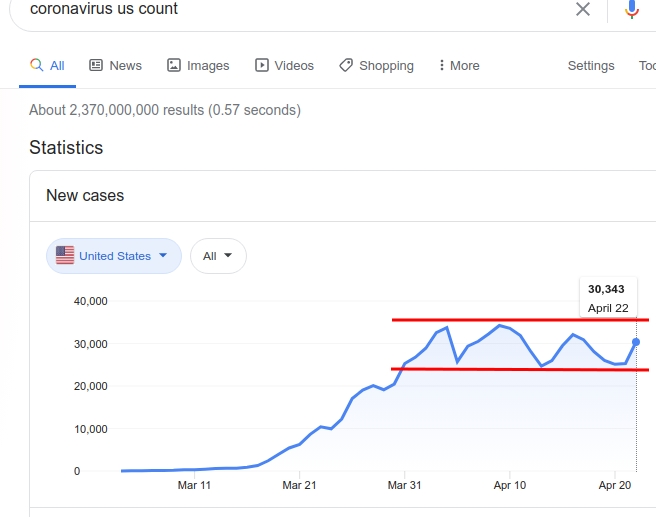 coronavirus us count
All News Images Videos Shopping More Settings
About 2,370,000,000 results (0.57 seconds)
Statistics
New cases
United States All
30,343
April 22
40,000
30,000
20,000
10,000
0
Mar 11 Mar 21 Mar 31 Apr 10 Apr 20